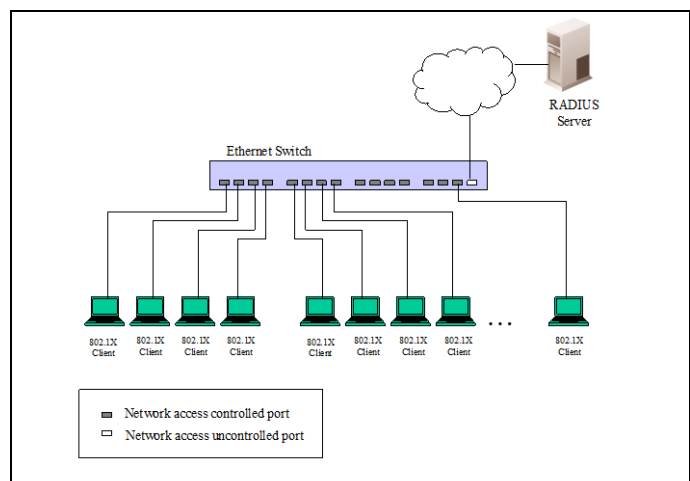 RADIUS
Server
Ethernet Switch
802.1X
Client
802.1X
Client
802.1X
Client
802.1X
Client
802.1X
Client
802.1X
Client
802.1X
Client
802.1X
Client
...
802.1X
Client
Network access controlled port
Network access uncontrolled port